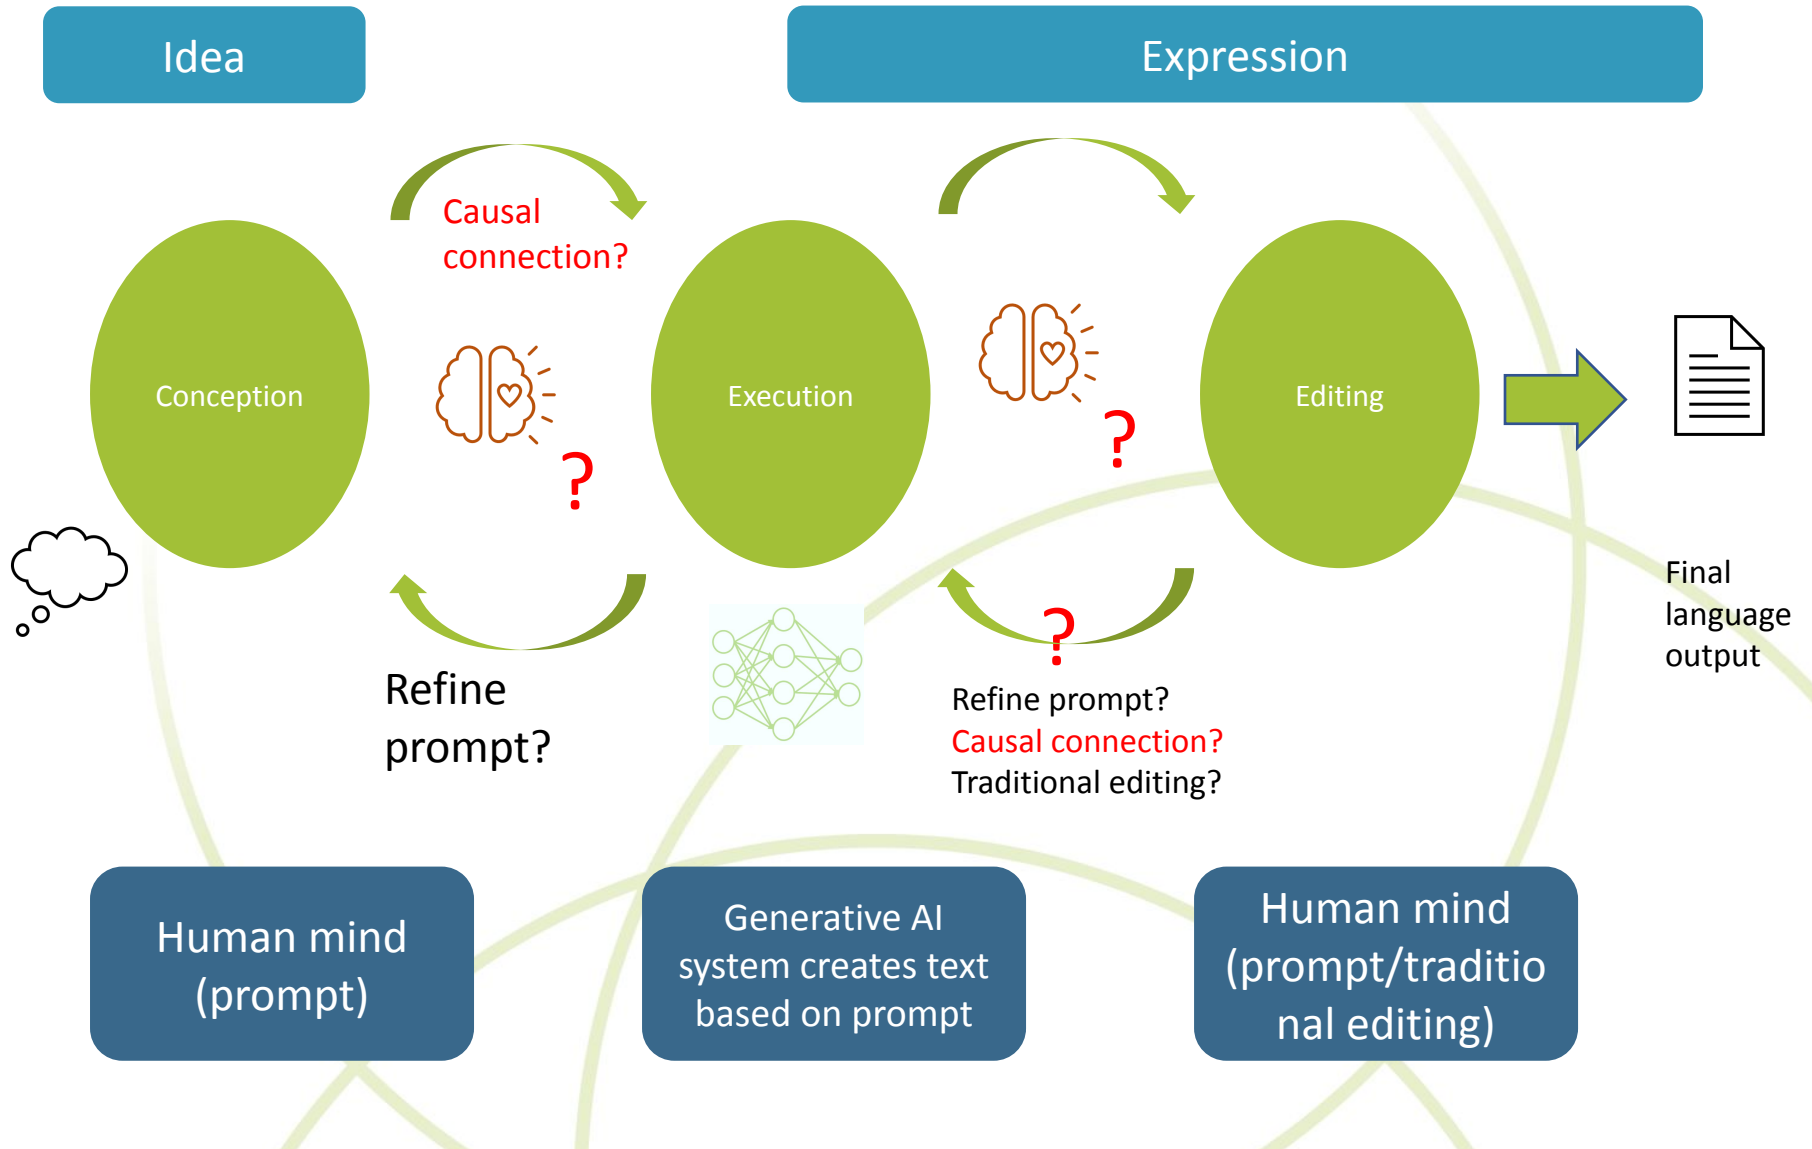 Idea
Expression
Causal
connection?
Conception
Execution
Editing
?
?
Refine
prompt?
?
Refine prompt?
Causal connection?
Traditional editing?
Final
language
output
Human mind
(prompt)
Generative AI
system creates text
based on prompt
Human mind
(prompt/traditio
nal editing)